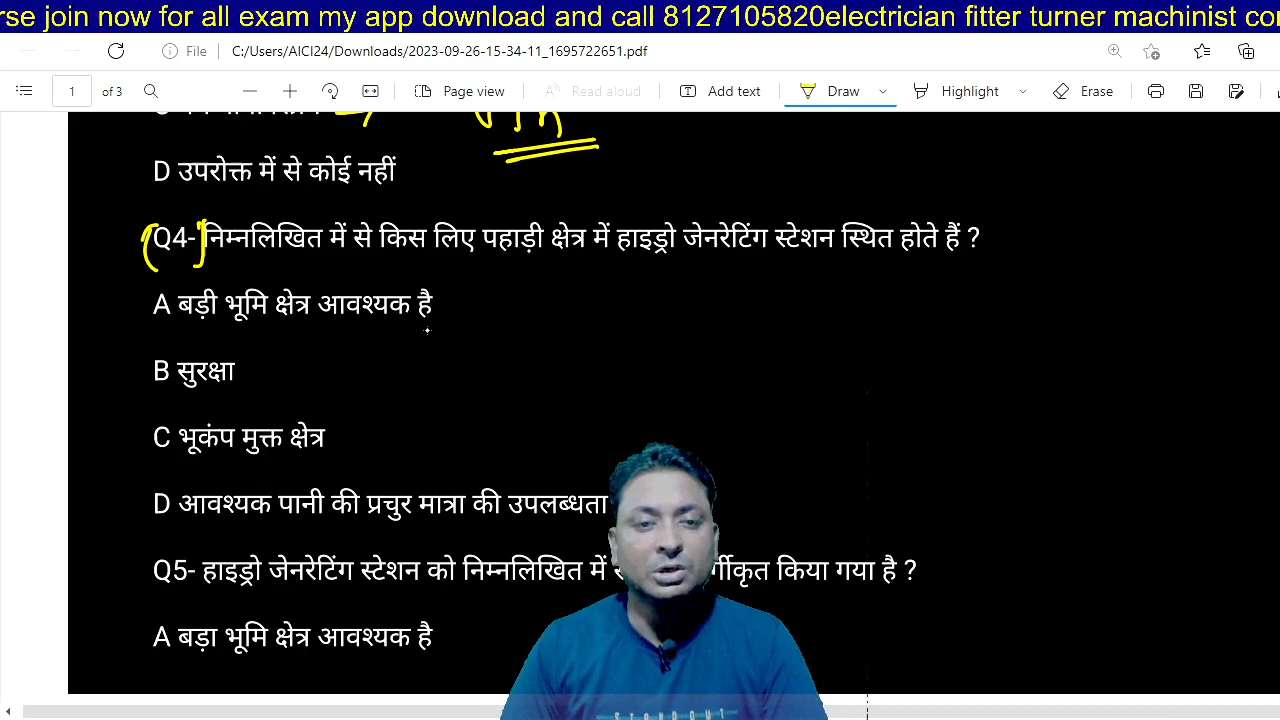 rse join now for all exam my app download and call 8127105820electrician fitter turner machinist co
File C:/Users/AICI24/Downloads/2023-09-26-15-34-11_1695722651.pdf
1 of 3 Page view Read aloud Add text Draw Highlight Erase
D उपरोक्त में से कोई नहीं
Q4- निम्नलिखित में से किस लिए पहाड़ी क्षेत्र में हाइड्रो जेनरेटिंग स्टेशन स्थित होते हैं ?
A बड़ी भूमि क्षेत्र आवश्यक है
B सुरक्षा
C भूकंप मुक्त क्षेत्र
D आवश्यक पानी की प्रचुर मात्रा की उपलब्धता
Q5- हाइड्रो जेनरेटिंग स्टेशन को निम्नलिखित में किया गया है ?
A बड़ा भूमि क्षेत्र आवश्यक है
STANDOUT